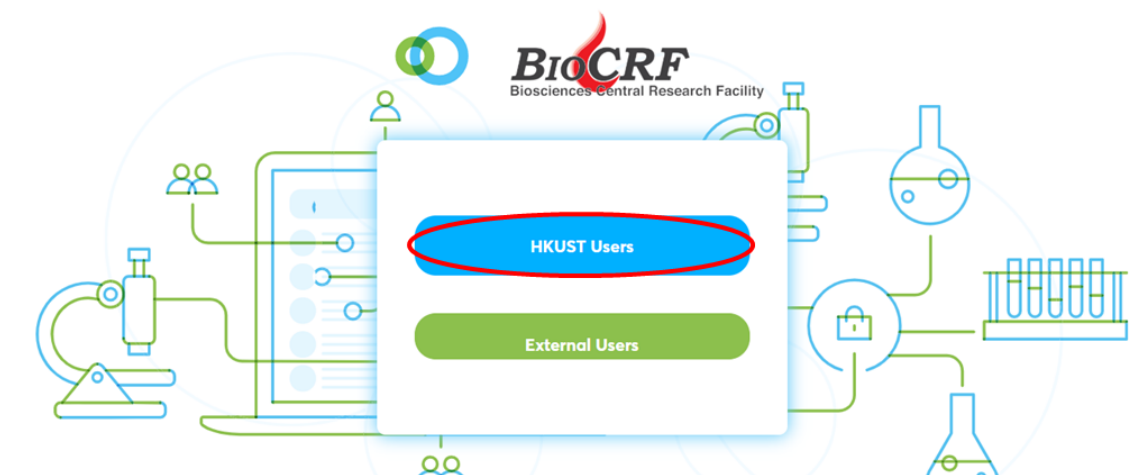 BIOCRF
Biosciences Central Research Facility
HKUST Users
External Users